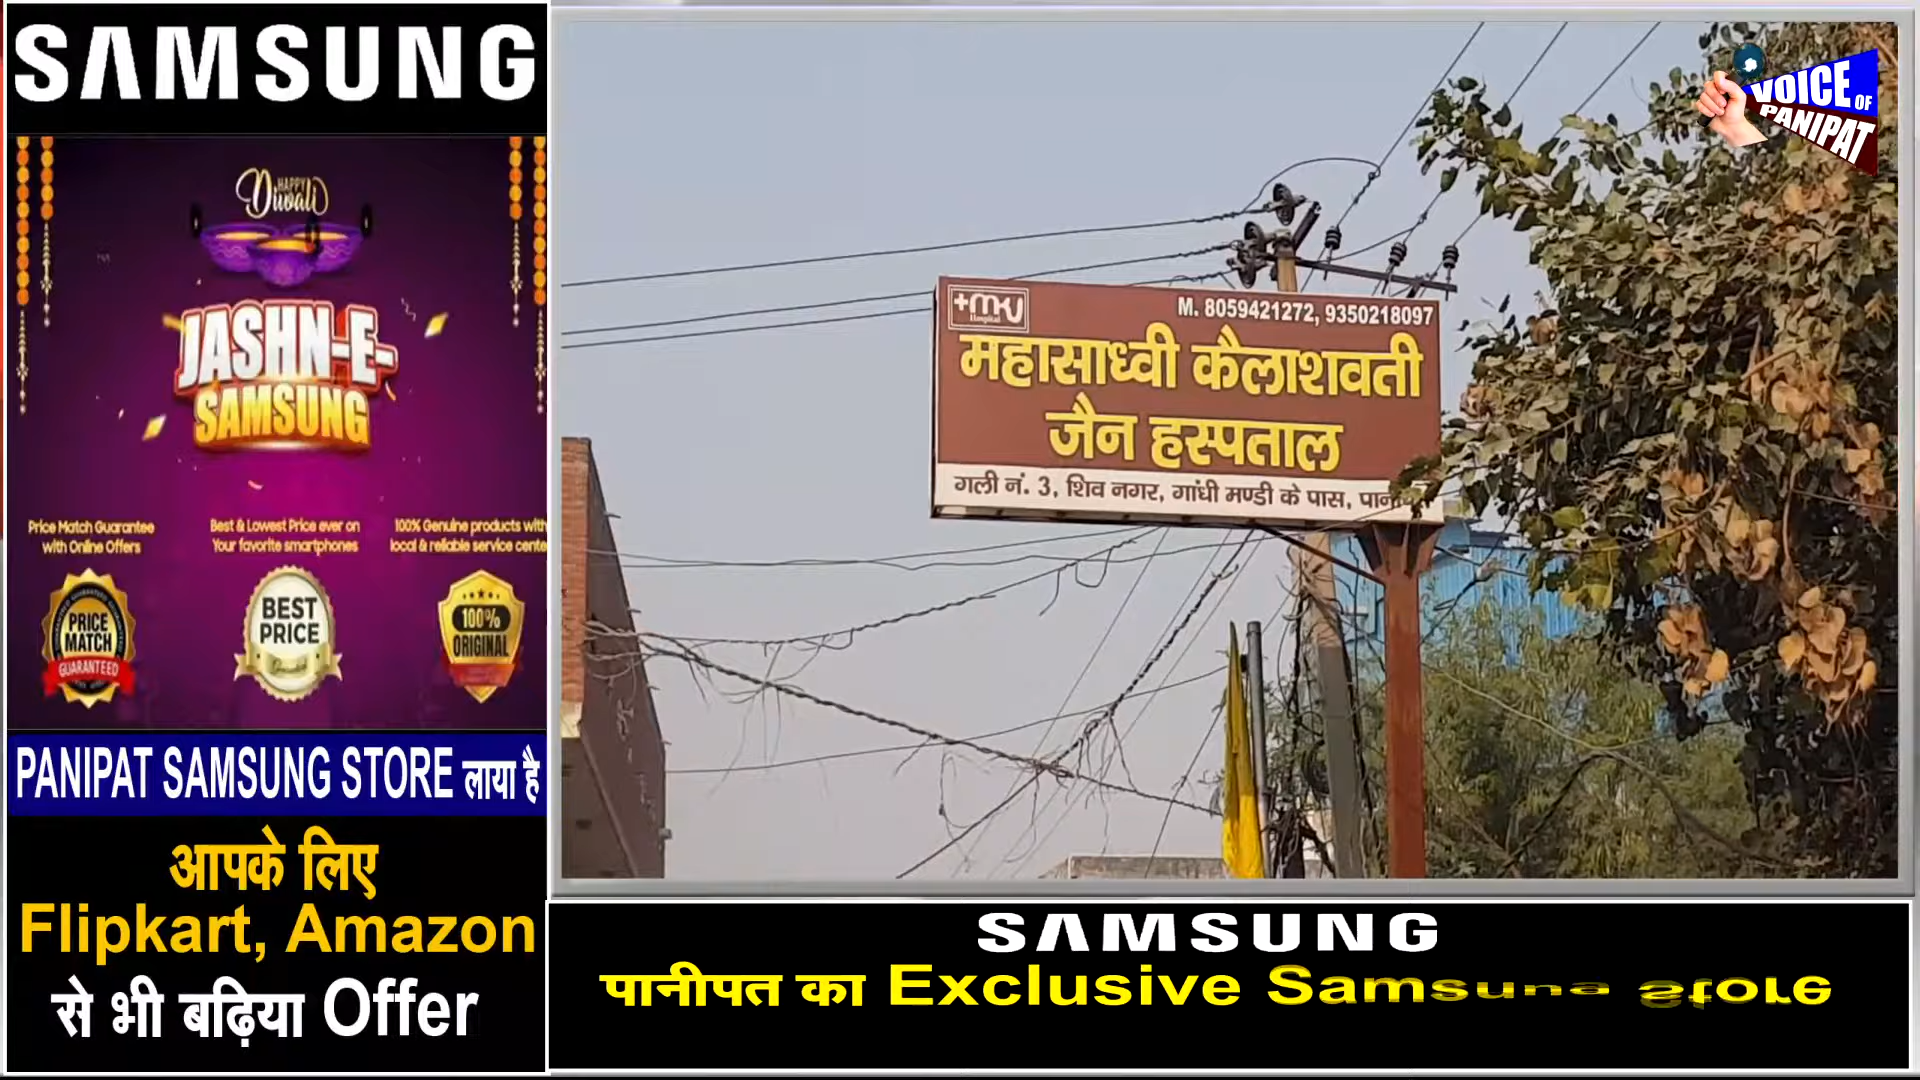 SAMSUNG
HAPPY
Diwali
JASHN-E-
SAMSUNG
Price Match Guarantee
with Online Offers
Best & Lowest Price ever on
Your favorite smartphones
100% Genuine products with
local & reliable service cente
PRICE
MATCH
GUARANTEED
BEST
PRICE
100%
ORIGINAL
PANIPAT SAMSUNG STORE लाया है
आपके लिए
Flipkart, Amazon
से भी बढ़िया Offer
VOICE OF
PANIPAT
Hospital
M. 8059421272, 9350218097
महासाध्वी कैलाशवती
जैन हस्पताल
गली नं. 3, शिव नगर, गांधी मण्डी के पास,
SAMSUNG
पानीपत का Exclusive Samsung Store